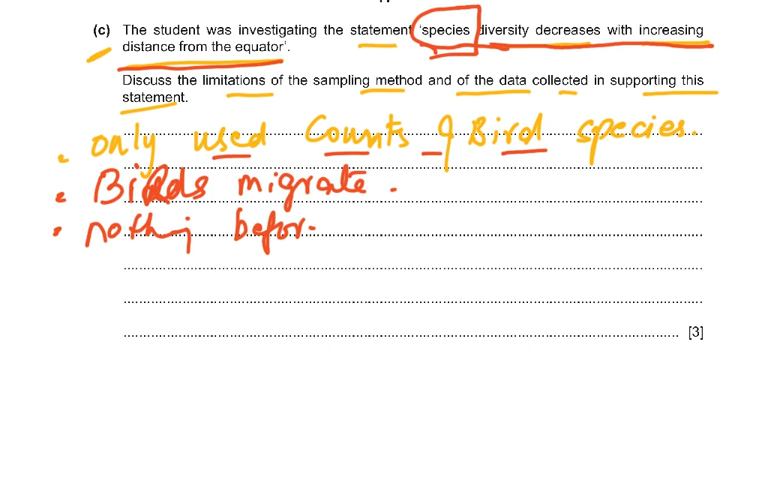 (c) The student was investigating the statement 'species diversity decreases with increasing
distance from the equator'.
Discuss the limitations of the sampling method and of the data collected in supporting this
statement.
• only used Counts of Bird species.
• Birds migrate.
• nothing befor.
[3]